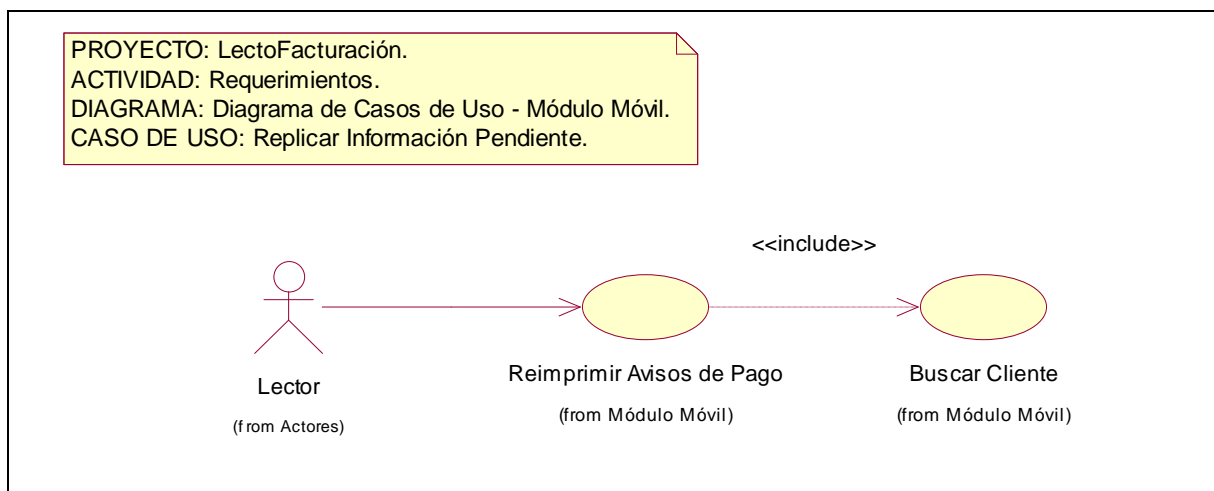 PROYECTO: LectoFacturación.
ACTIVIDAD: Requerimientos.
DIAGRAMA: Diagrama de Casos de Uso - Módulo Móvil.
CASO DE USO: Replicar Información Pendiente.
<<include>>
Lector
(from Actores)
Reimprimir Avisos de Pago
(from Módulo Móvil)
Buscar Cliente
(from Módulo Móvil)